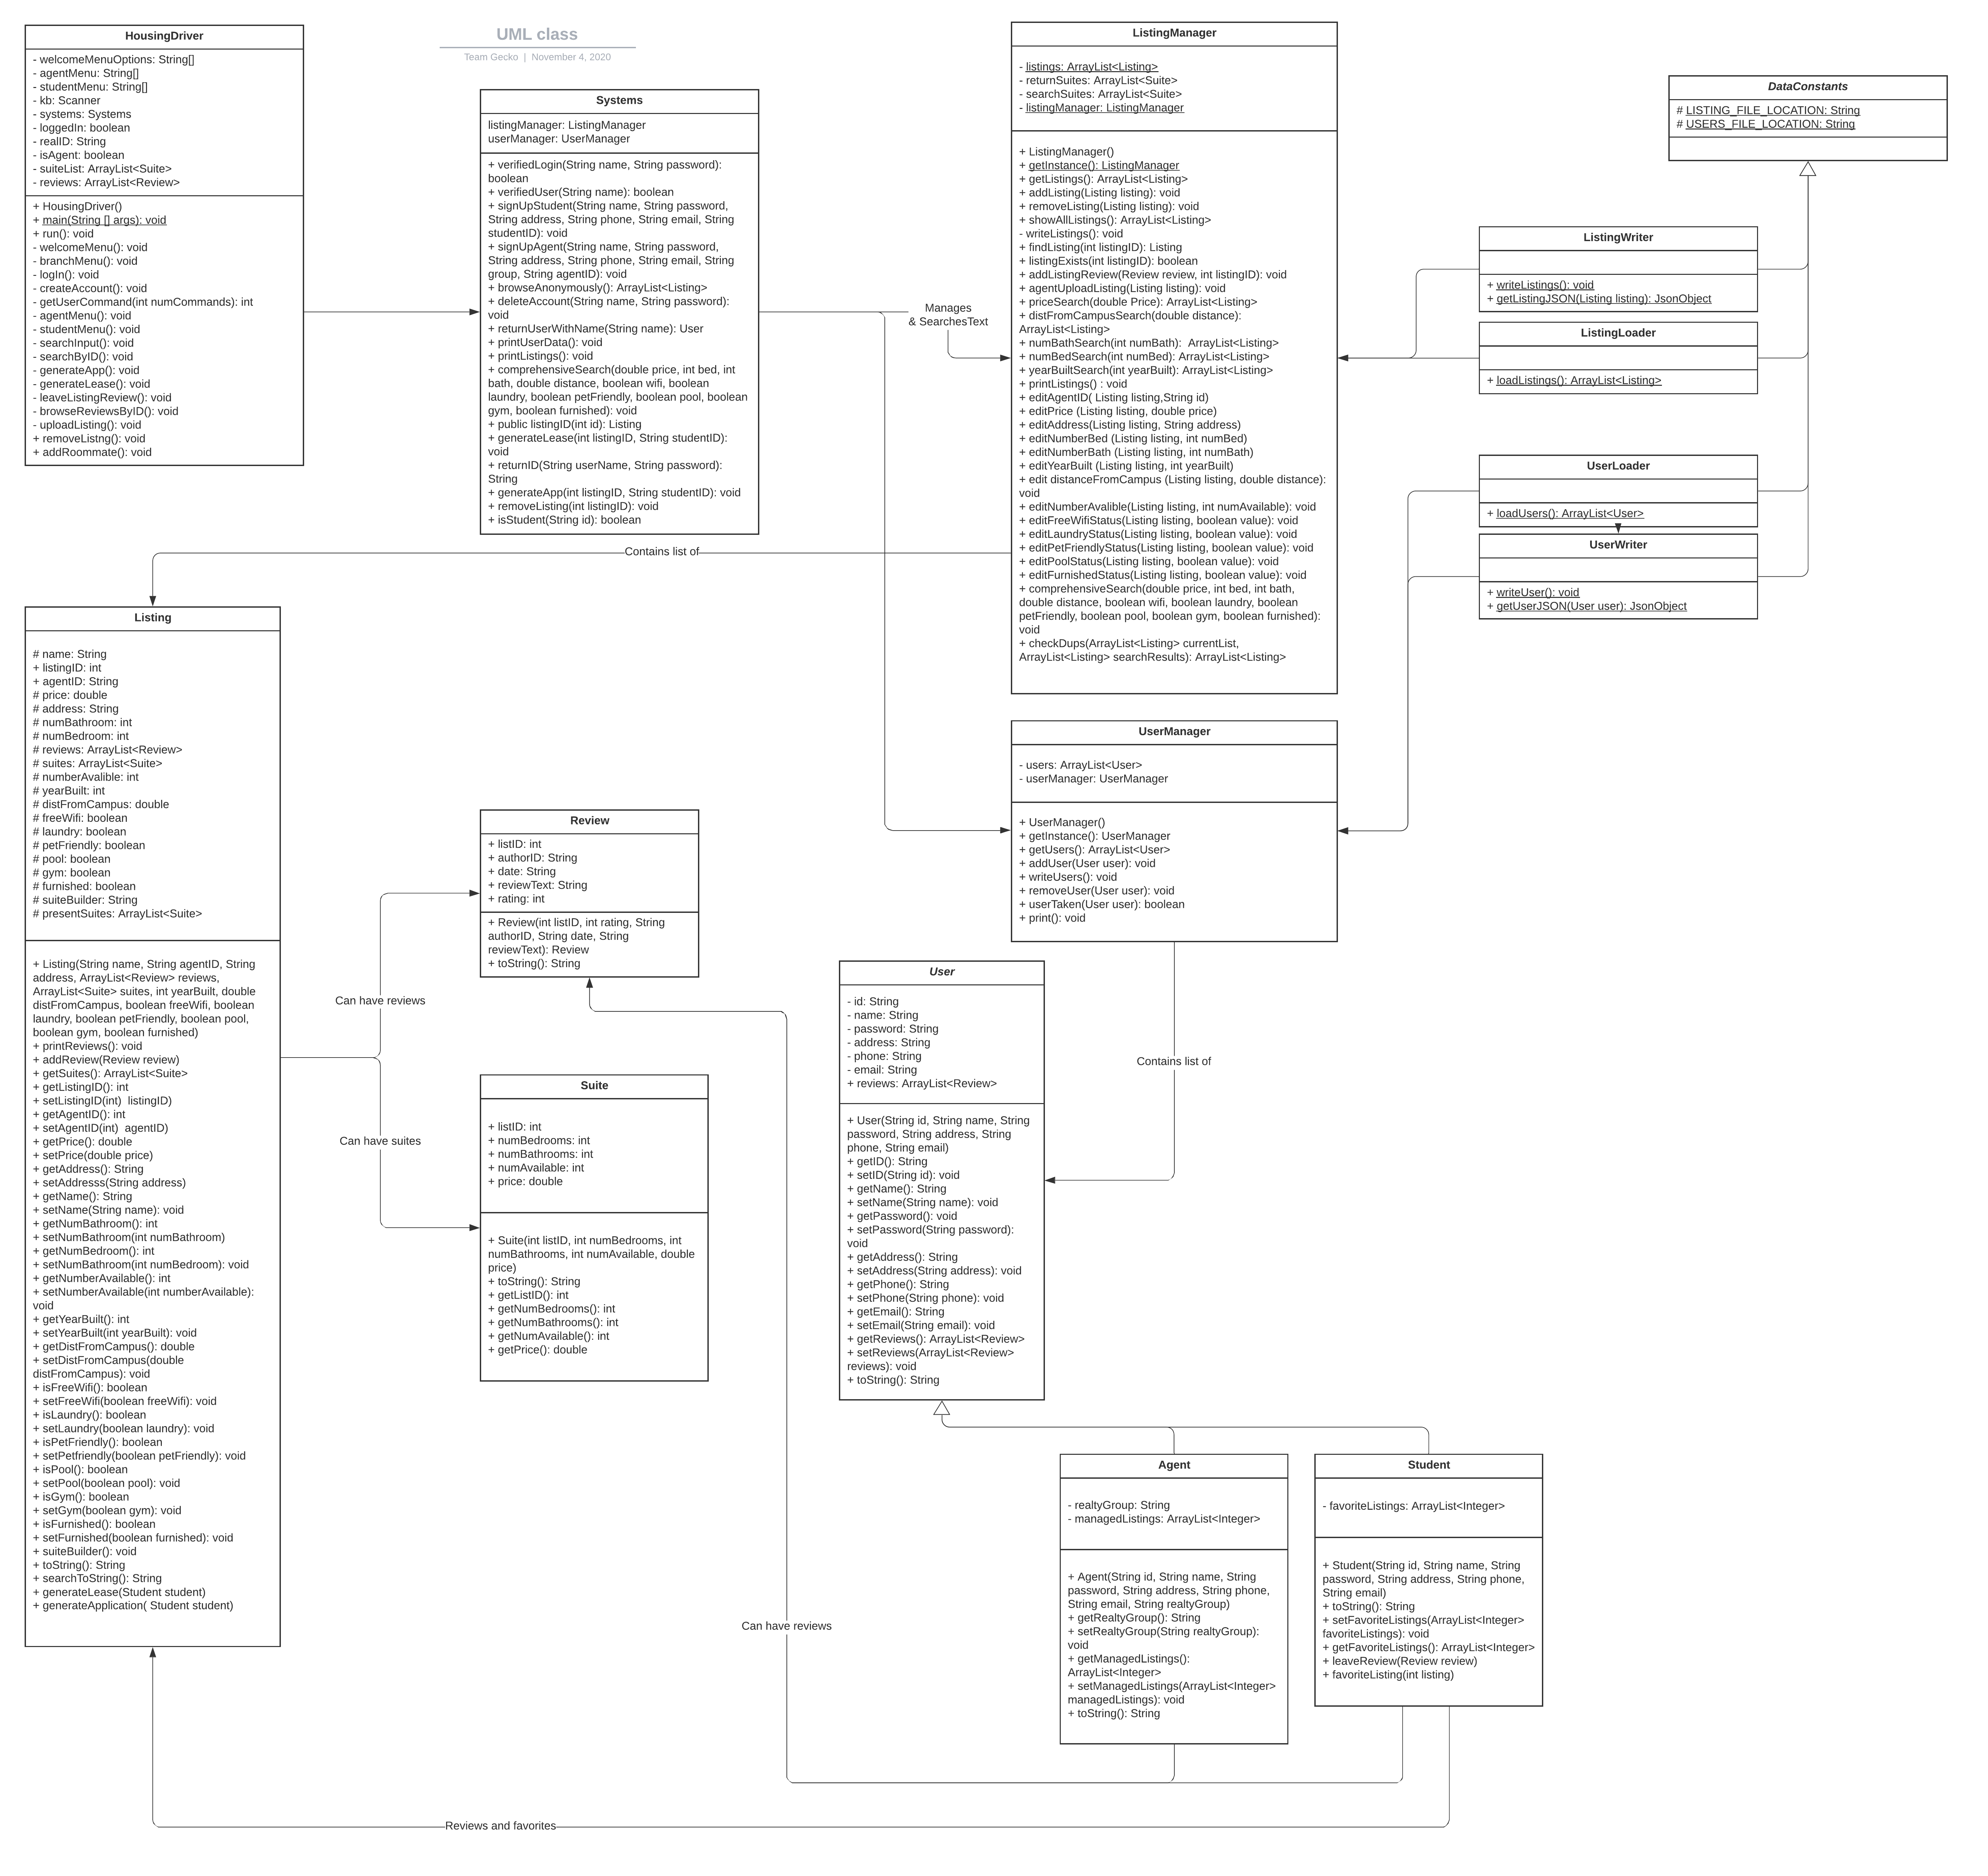 UML class
Team Gecko | November 4, 2020
HousingDriver
- welcomeMenuOptions: String[]
- agentMenu: String[]
- studentMenu: String[]
- kb: Scanner
- systems: Systems
- loggedIn: boolean
- realID: String
- isAgent: boolean
- suiteList: ArrayList<Suite>
- reviews: ArrayList<Review>
+ HousingDriver()
+ main(String [] args): void
+ run(): void
- welcomeMenu(): void
- branchMenu(): void
- logIn(): void
- createAccount(): void
- getUserCommand(int numCommands): int
- agentMenu(): void
- studentMenu(): void
- searchInput(): void
- searchByID(): void
- generateApp(): void
- generateLease(): void
- leaveListingReview(): void
- browseReviewsByID(): void
- uploadListing(): void
+ removeListng(): void
+ addRoommate(): void
Systems
listingManager: ListingManager
userManager: UserManager
+ verifiedLogin(String name, String password):
boolean
+ verifiedUser(String name): boolean
+ signUpStudent(String name, String password,
String address, String phone, String email, String
studentID): void
+ signUpAgent(String name, String password,
String address, String phone, String email, String
group, String agentID): void
+ browseAnonymously(): ArrayList<Listing>
+ deleteAccount(String name, String password):
void
+ returnUserWithName(String name): User
+ printUserData(): void
+ printListings(): void
+ comprehensiveSearch(double price, int bed, int
bath, double distance, boolean wifi, boolean
laundry, boolean petFriendly, boolean pool, boolean
gym, boolean furnished): void
+ public listingID(int id): Listing
+ generateLease(int listingID, String studentID):
void
+ returnID(String userName, String password):
String
+ generateApp(int listingID, String studentID): void
+ removeListing(int listingID): void
+ isStudent(String id): boolean
Manages
& SearchesText
ListingManager
- listings: ArrayList<Listing>
- returnSuites: ArrayList<Suite>
- searchSuites: ArrayList<Suite>
- listingManager: ListingManager
+ ListingManager()
+ getInstance(): ListingManager
+ getListings(): ArrayList<Listing>
+ addListing(Listing listing): void
+ removeListing(Listing listing): void
+ showAllListings(): ArrayList<Listing>
- writeListings(): void
+ findListing(int listingID): Listing
+ listingExists(int listingID): boolean
+ addListingReview(Review review, int listingID): void
+ agentUploadListing(Listing listing): void
+ priceSearch(double Price): ArrayList<Listing>
+ distFromCampusSearch(double distance):
ArrayList<Listing>
+ numBathSearch(int numBath): ArrayList<Listing>
+ numBedSearch(int numBed): ArrayList<Listing>
+ yearBuiltSearch(int yearBuilt): ArrayList<Listing>
+ printListings() : void
+ editAgentID( Listing listing,String id)
+ editPrice (Listing listing, double price)
+ editAddress(Listing listing, String address)
+ editNumberBed (Listing listing, int numBed)
+ editNumberBath (Listing listing, int numBath)
+ editYearBuilt (Listing listing, int yearBuilt)
+ edit distanceFromCampus (Listing listing, double distance):
void
+ editNumberAvalible(Listing listing, int numAvailable): void
+ editFreeWifiStatus(Listing listing, boolean value): void
+ editLaundryStatus(Listing listing, boolean value): void
+ editPetFriendlyStatus(Listing listing, boolean value): void
+ editPoolStatus(Listing listing, boolean value): void
+ editFurnishedStatus(Listing listing, boolean value): void
+ comprehensiveSearch(double price, int bed, int bath,
double distance, boolean wifi, boolean laundry, boolean
petFriendly, boolean pool, boolean gym, boolean furnished):
void
+ checkDups(ArrayList<Listing> currentList,
ArrayList<Listing> searchResults): ArrayList<Listing>
DataConstants
# LISTING_FILE_LOCATION: String
# USERS_FILE_LOCATION: String
ListingWriter
+ writeListings(): void
+ getListingJSON(Listing listing): JsonObject
ListingLoader
+ loadListings(): ArrayList<Listing>
UserLoader
+ loadUsers(): ArrayList<User>
UserWriter
+ writeUser(): void
+ getUserJSON(User user): JsonObject
Contains list of
Listing
# name: String
+ listingID: int
+ agentID: String
# price: double
# address: String
# numBathroom: int
# numBedroom: int
# reviews: ArrayList<Review>
# suites: ArrayList<Suite>
# numberAvalible: int
# yearBuilt: int
# distFromCampus: double
# freeWifi: boolean
# laundry: boolean
# petFriendly: boolean
# pool: boolean
# gym: boolean
# furnished: boolean
# suiteBuilder: String
# presentSuites: ArrayList<Suite>
+ Listing(String name, String agentID, String
address, ArrayList<Review> reviews,
ArrayList<Suite> suites, int yearBuilt, double
distFromCampus, boolean freeWifi, boolean
laundry, boolean petFriendly, boolean pool,
boolean gym, boolean furnished)
+ printReviews(): void
+ addReview(Review review)
+ getSuites(): ArrayList<Suite>
+ getListingID(): int
+ setListingID(int) listingID)
+ getAgentID(): int
+ setAgentID(int) agentID)
+ getPrice(): double
+ setPrice(double price)
+ getAddress(): String
+ setAddresss(String address)
+ getName(): String
+ setName(String name): void
+ getNumBathroom(): int
+ setNumBathroom(int numBathroom)
+ getNumBedroom(): int
+ setNumBathroom(int numBedroom): void
+ getNumberAvailable(): int
+ setNumberAvailable(int numberAvailable):
void
+ getYearBuilt(): int
+ setYearBuilt(int yearBuilt): void
+ getDistFromCampus(): double
+ setDistFromCampus(double
distFromCampus): void
+ isFreeWifi(): boolean
+ setFreeWifi(boolean freeWifi): void
+ isLaundry(): boolean
+ setLaundry(boolean laundry): void
+ isPetFriendly(): boolean
+ setPetfriendly(boolean petFriendly): void
+ isPool(): boolean
+ setPool(boolean pool): void
+ isGym(): boolean
+ setGym(boolean gym): void
+ isFurnished(): boolean
+ setFurnished(boolean furnished): void
+ suiteBuilder(): void
+ toString(): String
+ searchToString(): String
+ generateLease(Student student)
+ generateApplication( Student student)
Can have reviews
Can have suites
Review
+ listID: int
+ authorID: String
+ date: String
+ reviewText: String
+ rating: int
+ Review(int listID, int rating, String
authorID, String date, String
reviewText): Review
+ toString(): String
Suite
+ listID: int
+ numBedrooms: int
+ numBathrooms: int
+ numAvailable: int
+ price: double
+ Suite(int listID, int numBedrooms, int
numBathrooms, int numAvailable, double
price)
+ toString(): String
+ getListID(): int
+ getNumBedrooms(): int
+ getNumBathrooms(): int
+ getNumAvailable(): int
+ getPrice(): double
UserManager
- users: ArrayList<User>
- userManager: UserManager
+ UserManager()
+ getInstance(): UserManager
+ getUsers(): ArrayList<User>
+ addUser(User user): void
+ writeUsers(): void
+ removeUser(User user): void
+ userTaken(User user): boolean
+ print(): void
Contains list of
User
- id: String
- name: String
- password: String
- address: String
- phone: String
- email: String
+ reviews: ArrayList<Review>
+ User(String id, String name, String
password, String address, String
phone, String email)
+ getID(): String
+ setID(String id): void
+ getName(): String
+ setName(String name): void
+ getPassword(): void
+ setPassword(String password):
void
+ getAddress(): String
+ setAddress(String address): void
+ getPhone(): String
+ setPhone(String phone): void
+ getEmail(): String
+ setEmail(String email): void
+ getReviews(): ArrayList<Review>
+ setReviews(ArrayList<Review>
reviews): void
+ toString(): String
Agent
- realtyGroup: String
- managedListings: ArrayList<Integer>
+ Agent(String id, String name, String
password, String address, String phone,
String email, String realtyGroup)
+ getRealtyGroup(): String
+ setRealtyGroup(String realtyGroup):
void
+ getManagedListings():
ArrayList<Integer>
+ setManagedListings(ArrayList<Integer>
managedListings): void
+ toString(): String
Student
- favoriteListings: ArrayList<Integer>
+ Student(String id, String name, String
password, String address, String phone,
String email)
+ toString(): String
+ setFavoriteListings(ArrayList<Integer>
favoriteListings): void
+ getFavoriteListings(): ArrayList<Integer>
+ leaveReview(Review review)
+ favoriteListing(int listing)
Can have reviews
Reviews and favorites